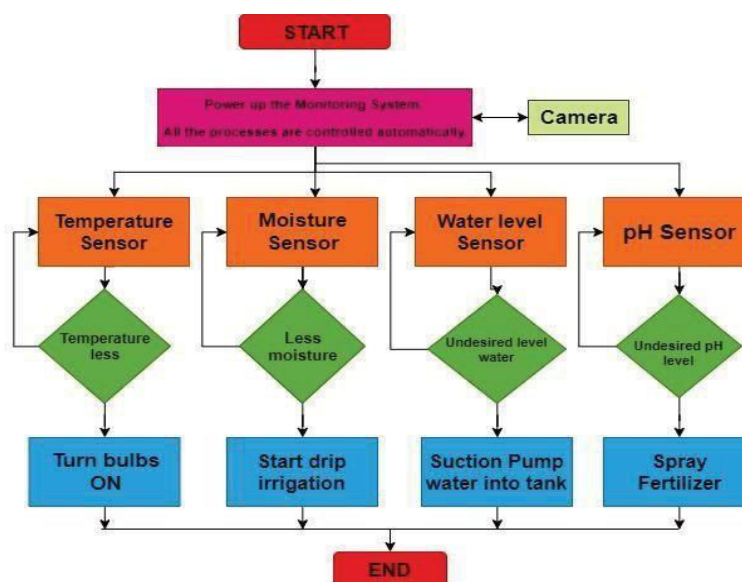 START
Power up the Monitoring System.
All the processes are controlled automatically
Camera
Temperature
Sensor
Moisture
Sensor
Water level
Sensor
pH Sensor
Temperature
less
Less
moisture
Undesired level
water
Undesired pH
level
Turn bulbs
ON
Start drip
irrigation
Suction Pump
water into tank
Spray
Fertilizer
END